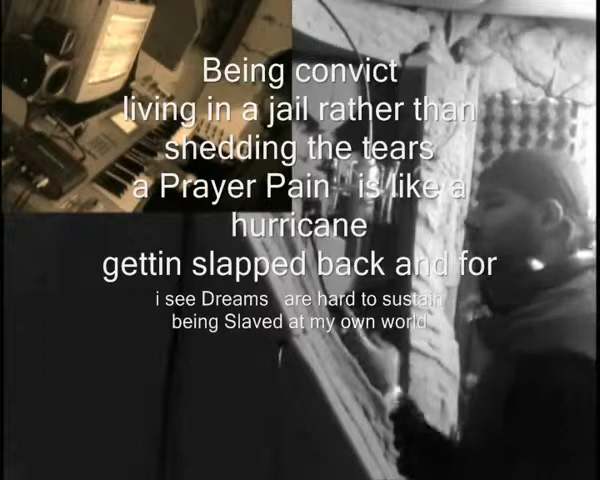 Being convict
living in a jail rather than
shedding the tears
a Prayer Pain is like a
hurricane
gettin slapped back and for
i see Dreams are hard to sustain
being Slaved at my own world